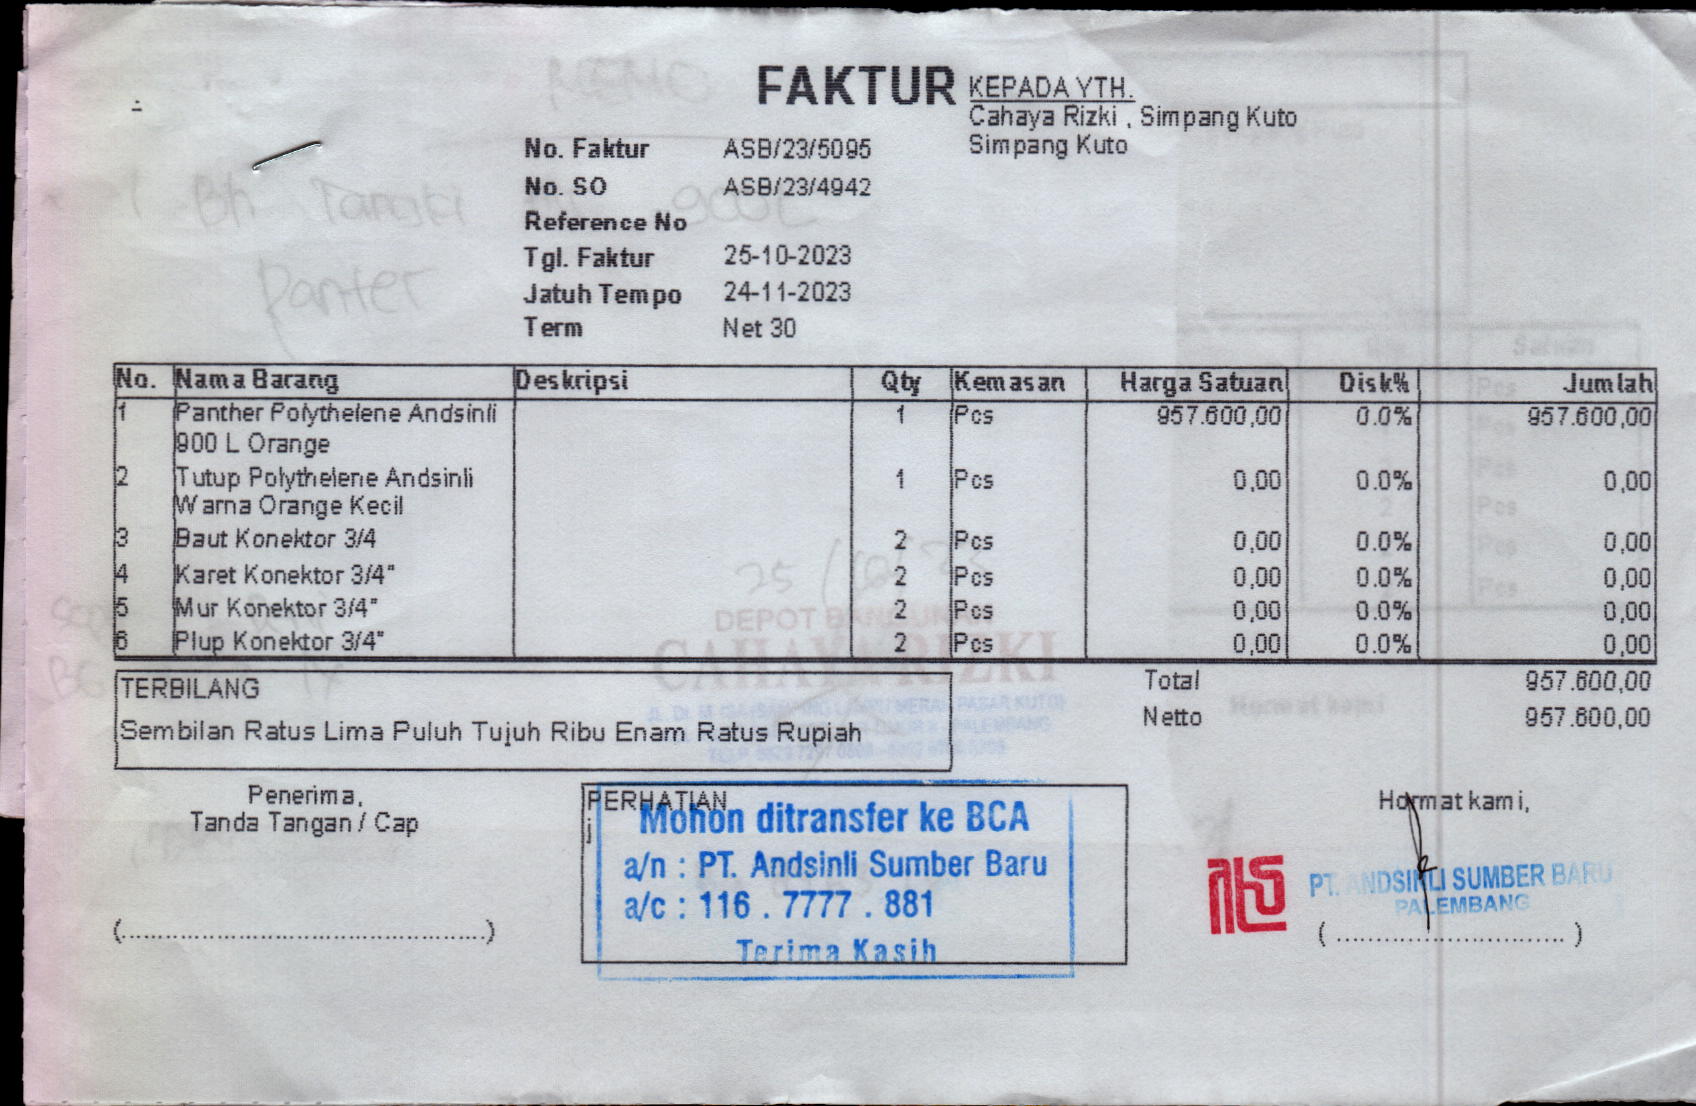 FAKTUR
KEPADA YTH.
Cahaya Rizki , Simpang Kuto
Simpang Kuto
No. Faktur ASB/23/5095
No. SO ASB/23/4942
Reference No
Tgl. Faktur 25-10-2023
Jatuh Tempo 24-11-2023
Term Net 30
No. Nama Barang Deskripsi Qty Kemasan Harga Satuan Disk% Jumlah
1 Panther Polythelene Andsinli 1 Pcs 957.600,00 0.0% 957.600,00
900 L Orange
2 Tutup Polythelene Andsinli 1 Pcs 0,00 0.0% 0,00
Warna Orange Kecil
3 Baut Konektor 3/4 2 Pcs 0,00 0.0% 0,00
4 Karet Konektor 3/4" 2 Pcs 0,00 0.0% 0,00
5 Mur Konektor 3/4" 2 Pcs 0,00 0.0% 0,00
6 Plup Konektor 3/4" 2 Pcs 0,00 0.0% 0,00
Total 957.600,00
Netto 957.600,00
TERBILANG
Sembilan Ratus Lima Puluh Tujuh Ribu Enam Ratus Rupiah
DEPOT BANGUNAN
CAHAYA RIZKI
Penerima,
Tanda Tangan / Cap
(................................................)
PERHATIAN
j
Mohon ditransfer ke BCA
a/n : PT. Andsinli Sumber Baru
a/c : 116 . 7777 . 881
Terima Kasih
Hormat kami,
PT. ANDSINLI SUMBER BARU
PALEMBANG
( ............................. )